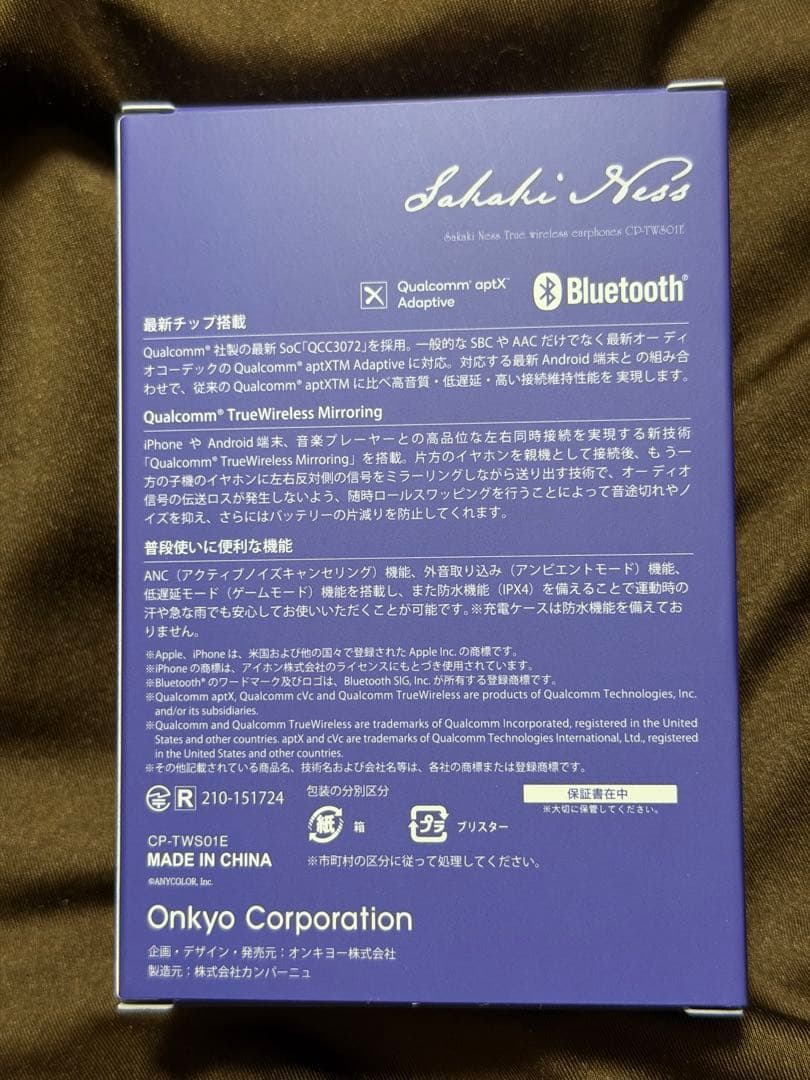 Sakaki Ness
Sakaki Ness True wireless earphones CP-TWS01E
Qualcomm® aptX™
Adaptive
Bluetooth®
最新チップ搭載
Qualcomm® 社製の最新 SoC「QCC3072」を採用。一般的な SBC や AAC だけでなく最新オー ディ
オコーデックの Qualcomm® aptXTM Adaptive に対応。対応する最新 Android 端末と の組み合
わせで、従来の Qualcomm® aptXTM に比べ高音質・低遅延・高い接続維持性能を 実現します。
Qualcomm® TrueWireless Mirroring
iPhone や Android 端末、音楽プレーヤーとの高品位な左右同時接続を実現する新技術
「Qualcomm® TrueWireless Mirroring」を搭載。片方のイヤホンを親機として接続後、も う一
方の子機のイヤホンに左右反対側の信号をミラーリングしながら送り出す技術で、オー ディオ
信号の伝送ロスが発生しないよう、随時ロールスワッピングを行うことによって音途切れやノ
イズを抑え、さらにはバッテリーの片減りを防止してくれます。
普段使いに便利な機能
ANC（アクティブノイズキャンセリング）機能、外音取り込み（アンビエントモード）機能、
低遅延モード（ゲームモード）機能を搭載し、また防水機能（IPX4）を備えることで運動時の
汗や急な雨でも安心してお使いいただくことが可能です。※充電ケースは防水機能を備えてお
りません。
※Apple、iPhone は、米国および他の国々で登録された Apple Inc. の商標です。
※iPhone の商標は、アイホン株式会社のライセンスにもとづき使用されています。
※Bluetooth® のワードマーク及びロゴは、Bluetooth SIG, Inc. が所有する登録商標です。
※Qualcomm aptX, Qualcomm cVc and Qualcomm TrueWireless are products of Qualcomm Technologies, Inc.
and/or its subsidiaries.
※Qualcomm and Qualcomm TrueWireless are trademarks of Qualcomm Incorporated, registered in the United
States and other countries. aptX and cVc are trademarks of Qualcomm Technologies International, Ltd., registered
in the United States and other countries.
※その他記載されている商品名、技術名および会社名等は、各社の商標または登録商標です。
R 210-151724
包装の分別区分
紙 箱
プラ ブリスター
※市町村の区分に従って処理してください。
保証書在中
※大切に保管してください。
CP-TWS01E
MADE IN CHINA
©ANYCOLOR, Inc.
Onkyo Corporation
企画・デザイン・発売元：オンキヨー株式会社
製造元：株式会社カンパーニュ